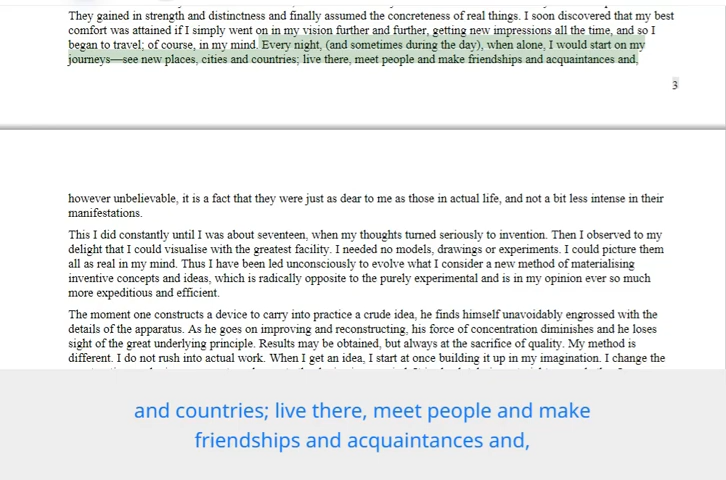 They gained in strength and distinctness and finally assumed the concreteness of real things. I soon discovered that my best
comfort was attained if I simply went on in my vision further and further, getting new impressions all the time, and so I
began to travel; of course, in my mind. Every night, (and sometimes during the day), when alone, I would start on my
journeys—see new places, cities and countries; live there, meet people and make friendships and acquaintances and,
3
however unbelievable, it is a fact that they were just as dear to me as those in actual life, and not a bit less intense in their
manifestations.
This I did constantly until I was about seventeen, when my thoughts turned seriously to invention. Then I observed to my
delight that I could visualise with the greatest facility. I needed no models, drawings or experiments. I could picture them
all as real in my mind. Thus I have been led unconsciously to evolve what I consider a new method of materialising
inventive concepts and ideas, which is radically opposite to the purely experimental and is in my opinion ever so much
more expeditious and efficient.
The moment one constructs a device to carry into practice a crude idea, he finds himself unavoidably engrossed with the
details of the apparatus. As he goes on improving and reconstructing, his force of concentration diminishes and he loses
sight of the great underlying principle. Results may be obtained, but always at the sacrifice of quality. My method is
different. I do not rush into actual work. When I get an idea, I start at once building it up in my imagination. I change the
and countries; live there, meet people and make
friendships and acquaintances and,